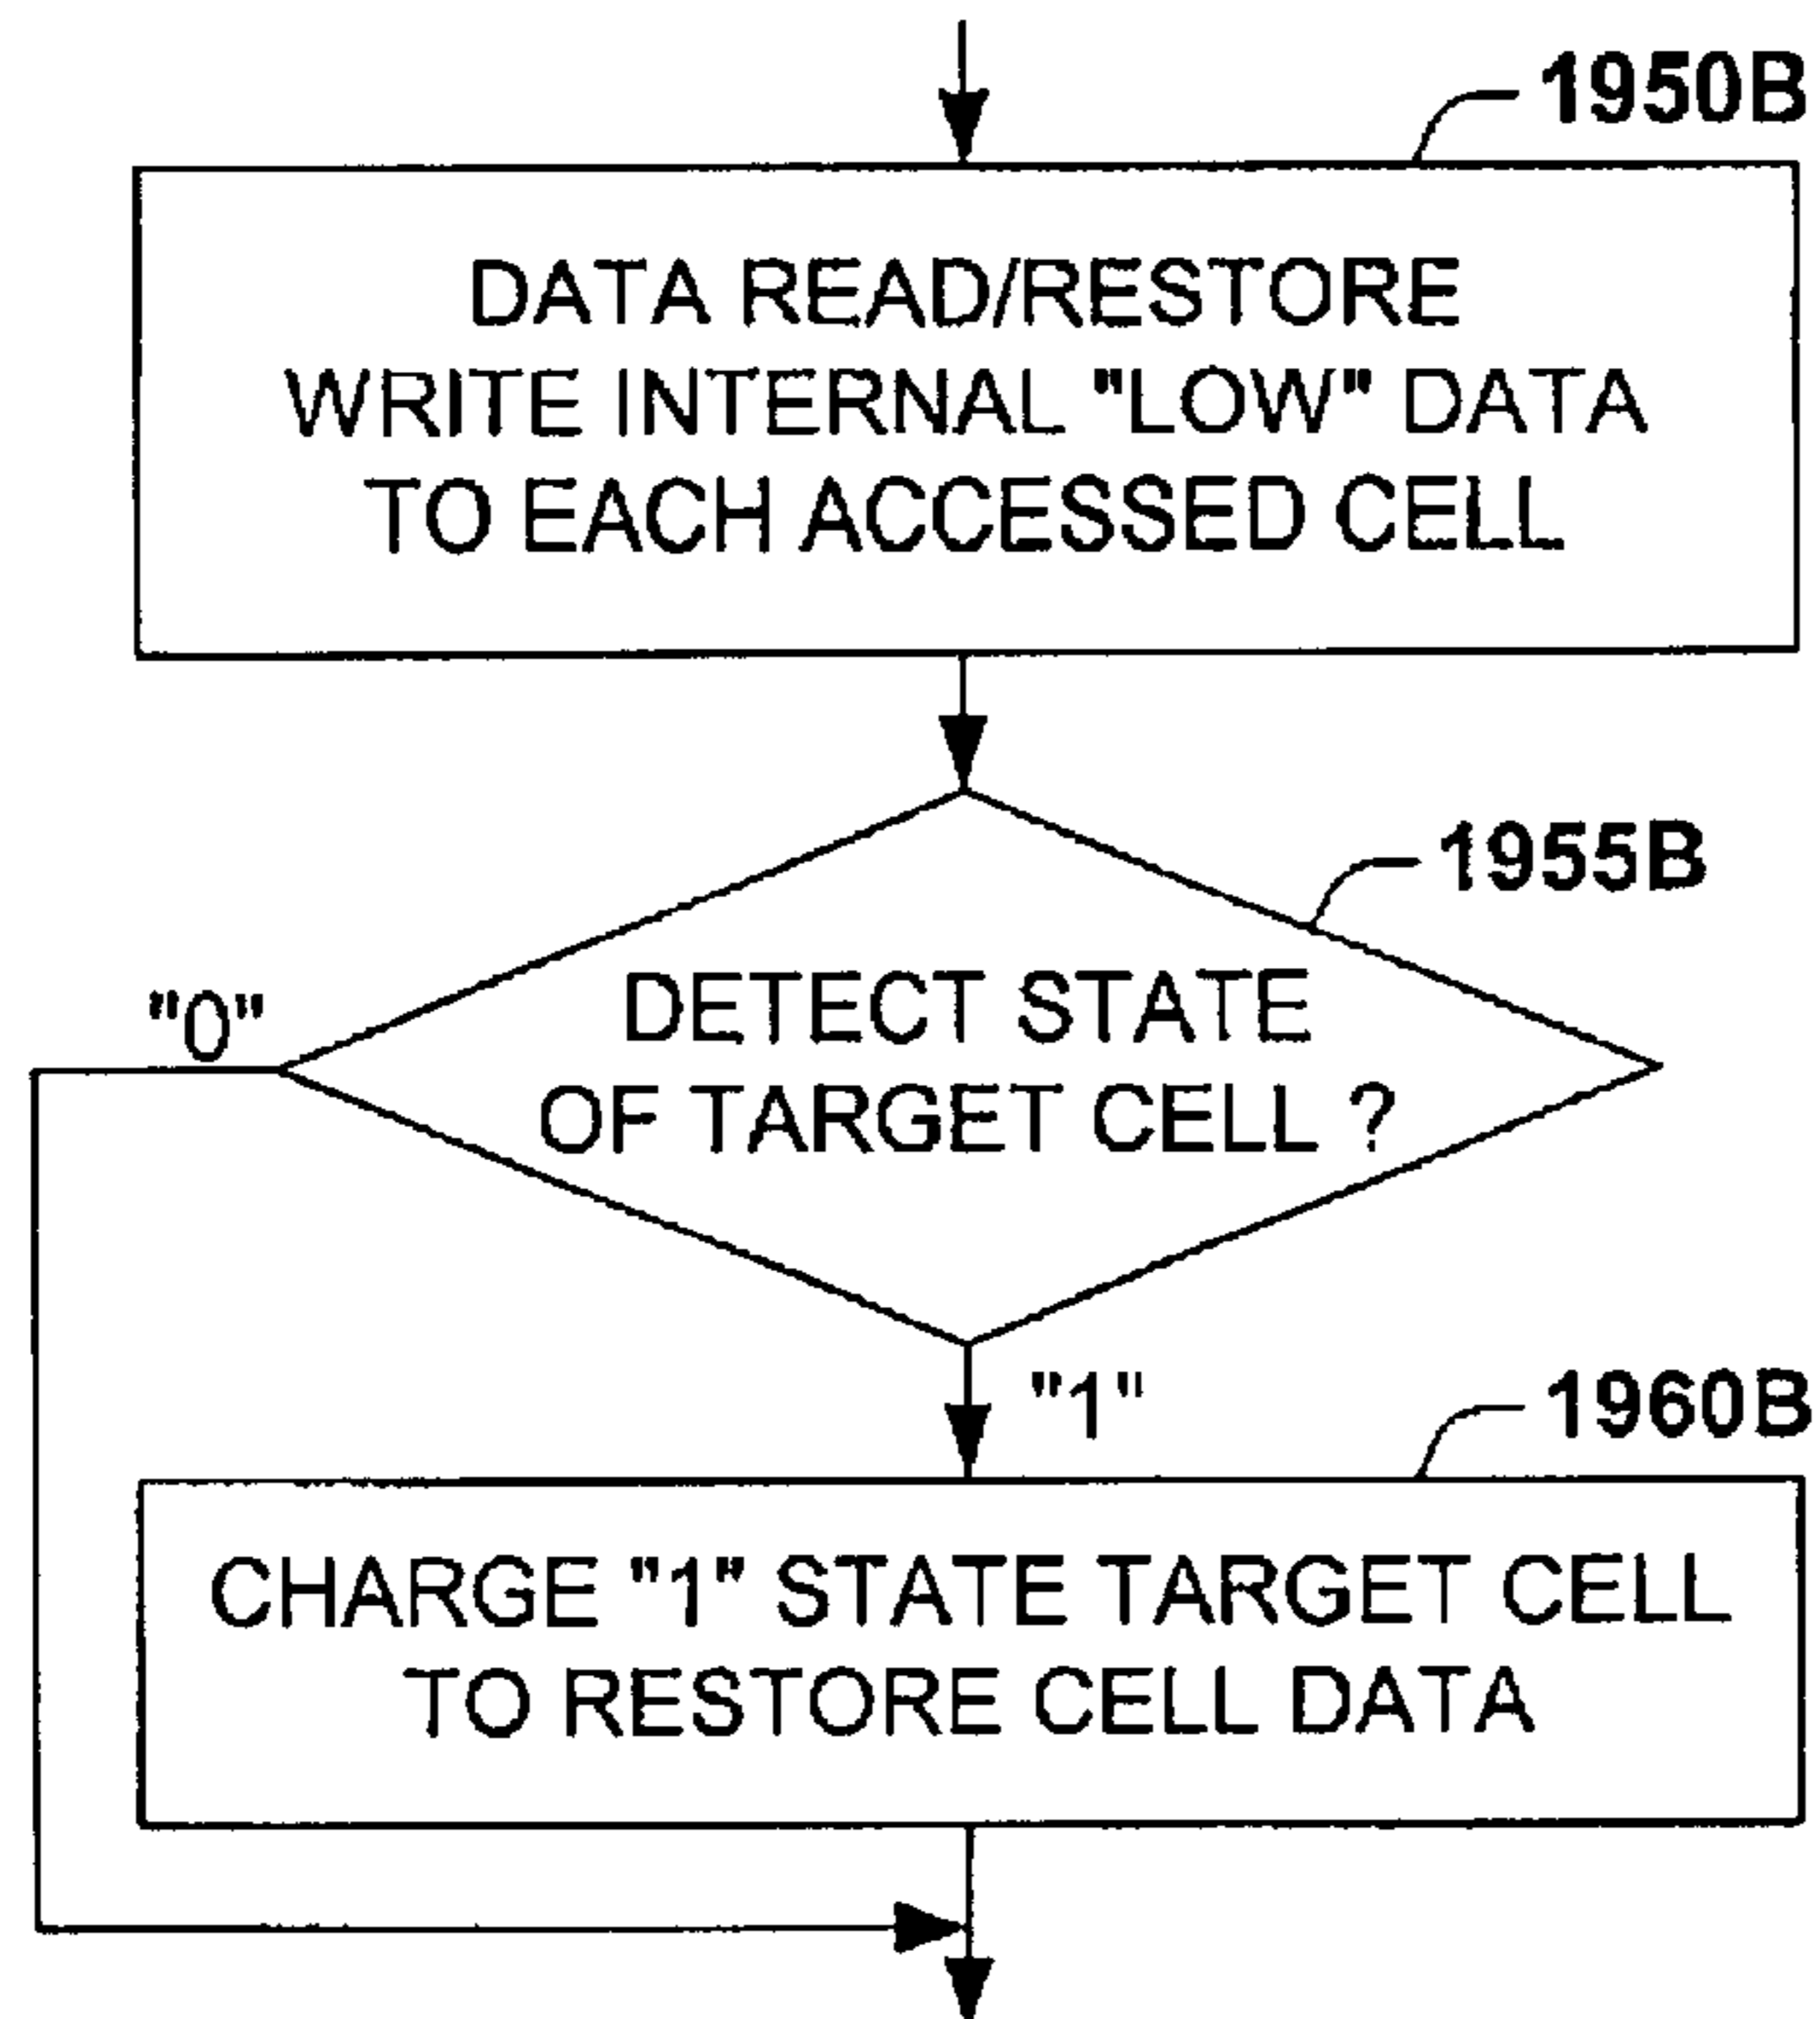 1950B
DATA READ/RESTORE
WRITE INTERNAL "LOW" DATA
TO EACH ACCESSED CELL
1955B
"0"
DETECT STATE
OF TARGET CELL ?
"1"
1960B
CHARGE "1" STATE TARGET CELL
TO RESTORE CELL DATA